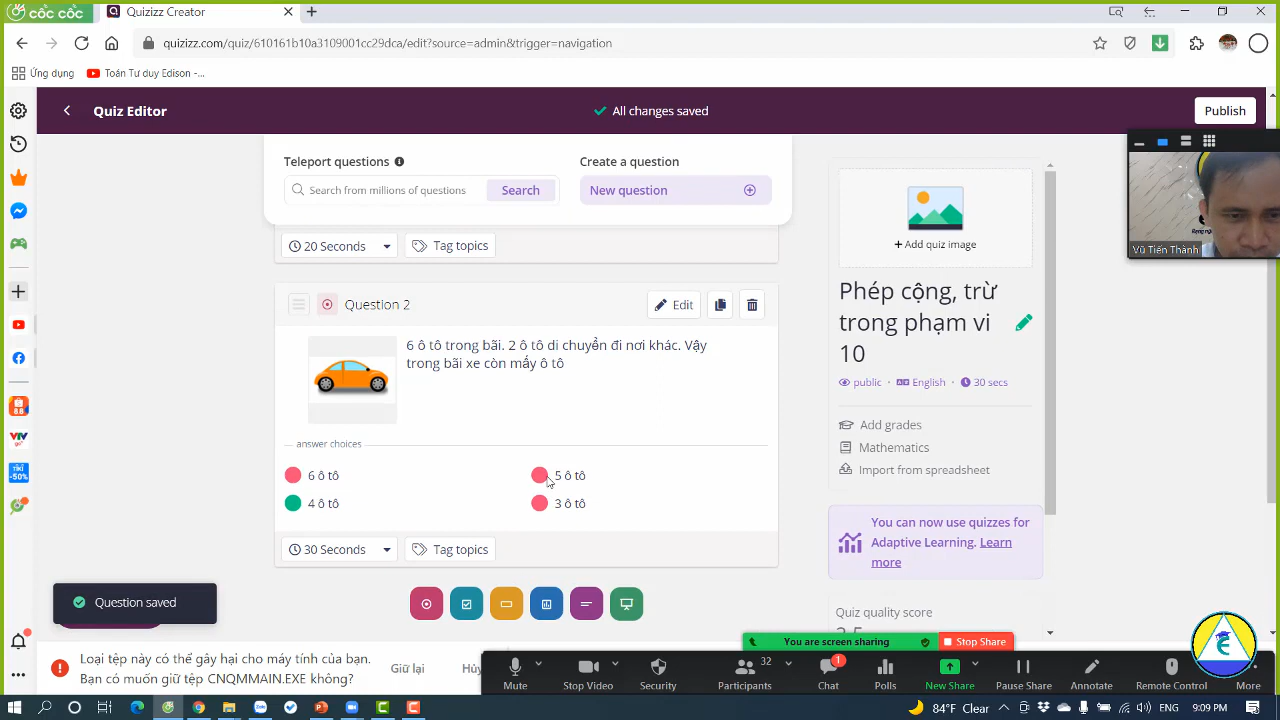 cốc cốc
Quizizz Creator
quizizz.com/quiz/610161b10a3109001cc29dca/edit?source=admin&trigger=navigation
Ứng dụng
Toán Tư duy Edison -...
Quiz Editor
All changes saved
Publish
Teleport questions
Create a question
Search from millions of questions
Search
New question
20 Seconds
Tag topics
Question 2
Edit
6 ô tô trong bãi. 2 ô tô di chuyển đi nơi khác. Vậy
trong bãi xe còn mấy ô tô
answer choices
6 ô tô
5 ô tô
4 ô tô
3 ô tô
30 Seconds
Tag topics
+ Add quiz image
Phép cộng, trừ
trong phạm vi
10
public • English • 30 secs
Add grades
Mathematics
Import from spreadsheet
You can now use quizzes for
Adaptive Learning. Learn
more
Quiz quality score
Vũ Tiến Thành
Question saved
You are screen sharing
Stop Share
Loại tệp này có thể gây hại cho máy tính của bạn.
Bạn có muốn giữ tệp CNQMMAIN.EXE không?
Giữ lại
Mute
Stop Video
Security
32
Participants
1
Chat
Polls
New Share
Pause Share
Annotate
Remote Control
More
84°F Clear
9:09 PM